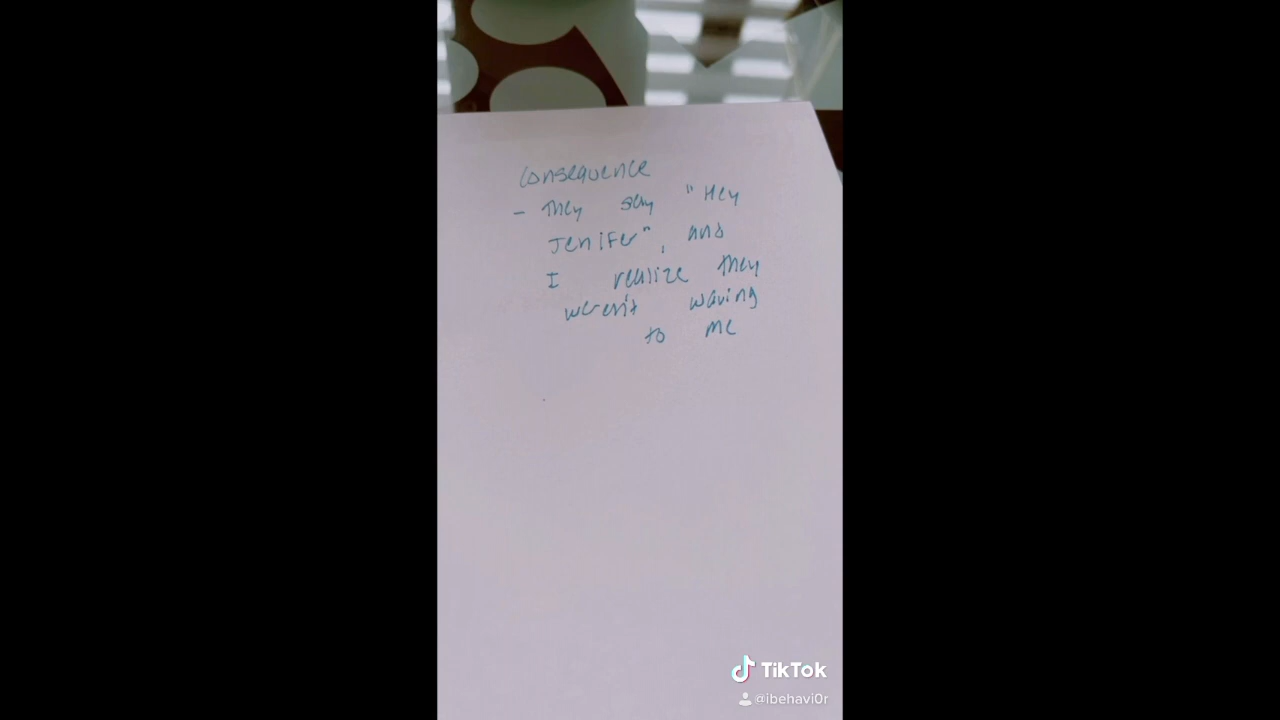 Consequence
- They say "Hey
Jenifer", and
I realize they
weren't waving
to me
TikTok
@ibehavi0r